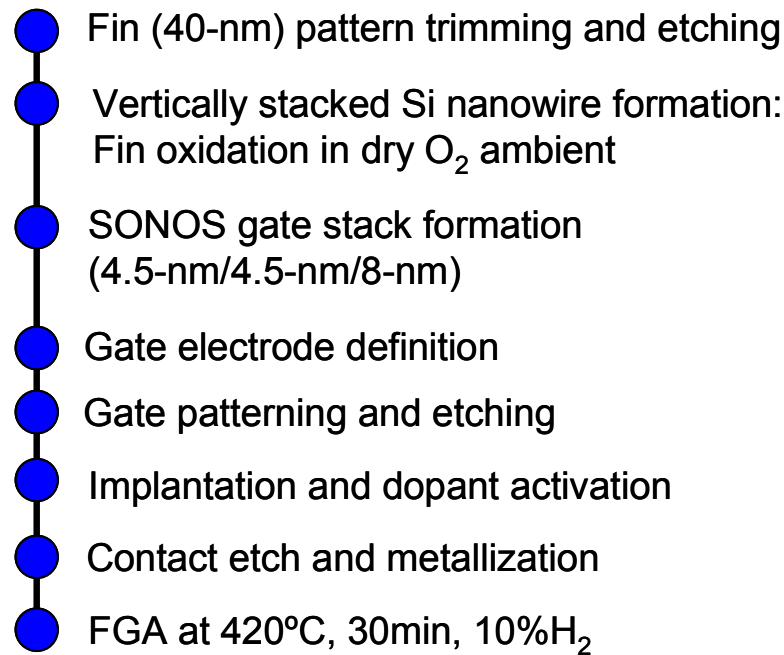 Fin (40-nm) pattern trimming and etching
Vertically stacked Si nanowire formation:
Fin oxidation in dry O₂ ambient
SONOS gate stack formation
(4.5-nm/4.5-nm/8-nm)
Gate electrode definition
Gate patterning and etching
Implantation and dopant activation
Contact etch and metallization
FGA at 420ºC, 30min, 10%H₂